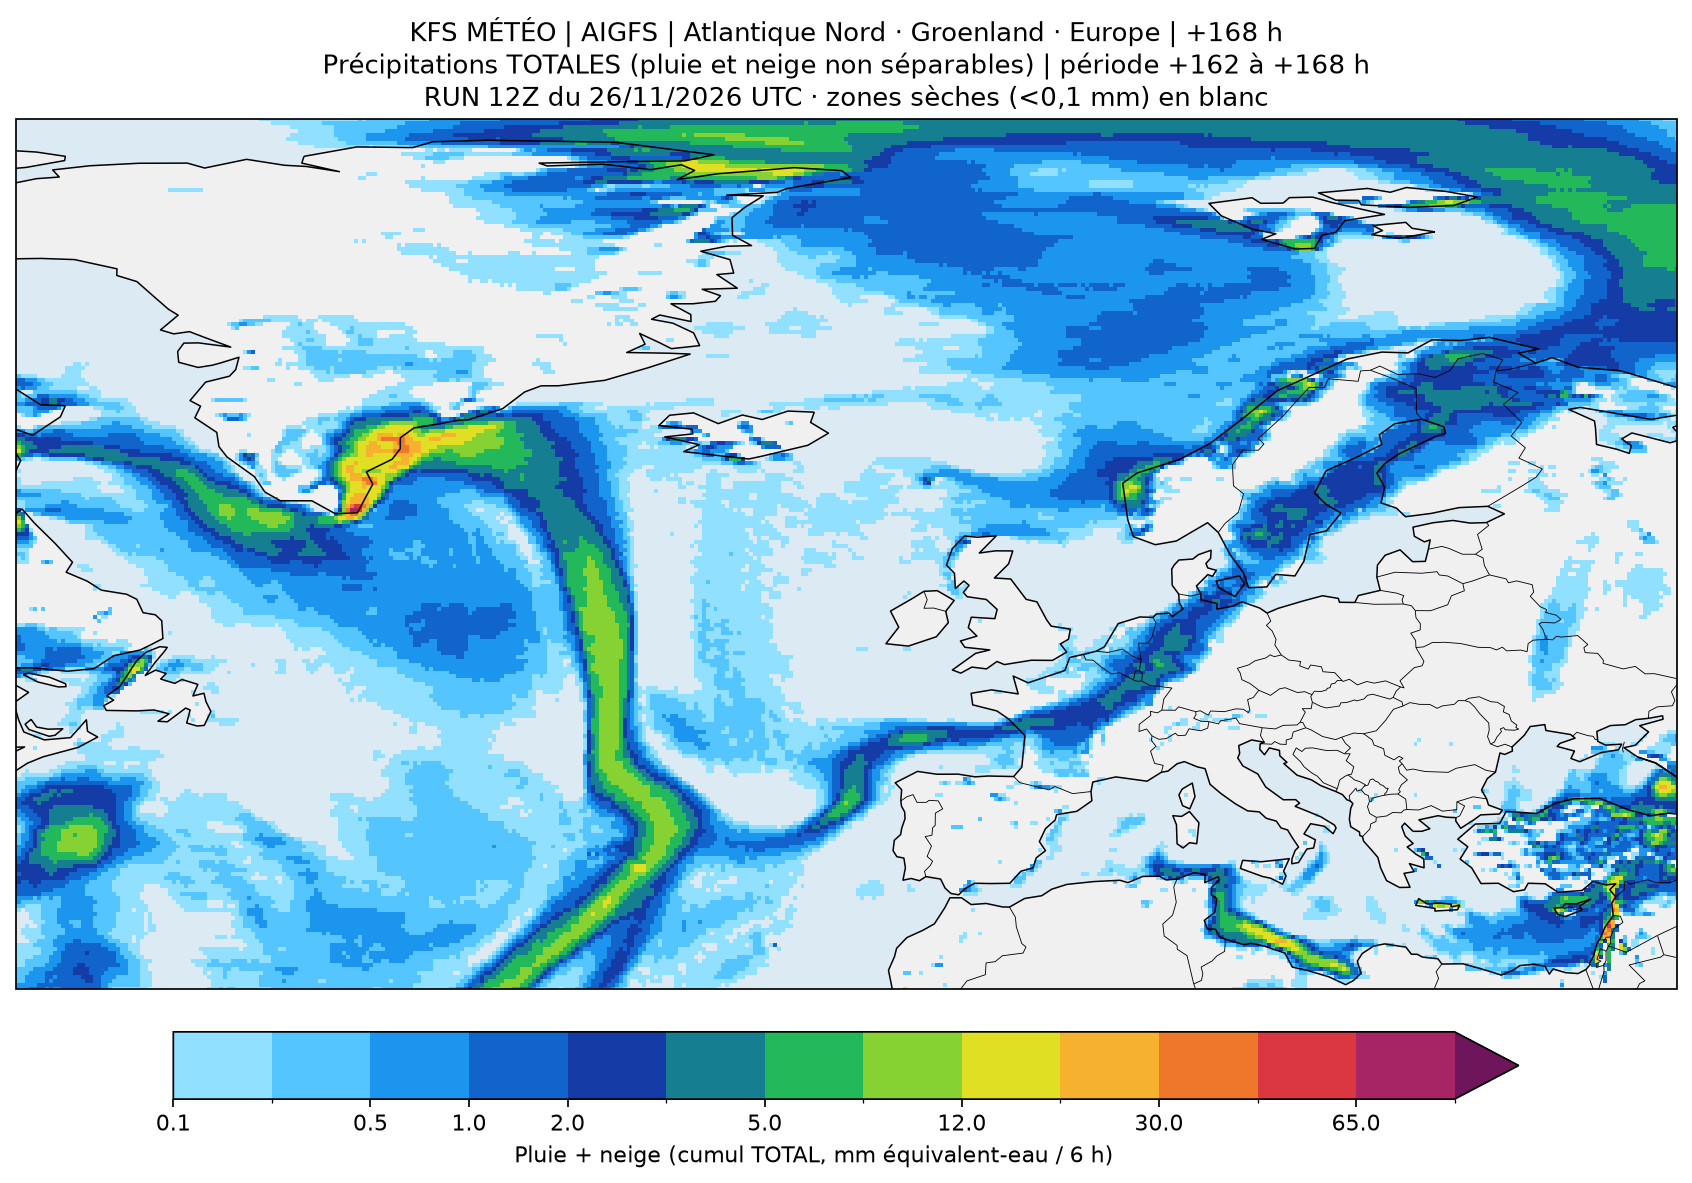 KFS MÉTÉO | AIGFS | Atlantique Nord · Groenland · Europe | +168 h
Précipitations TOTALES (pluie et neige non séparables) | période +162 à +168 h
RUN 12Z du 26/11/2026 UTC · zones sèches (<0,1 mm) en blanc
0.1 0.5 1.0 2.0 5.0 12.0 30.0 65.0
Pluie + neige (cumul TOTAL, mm équivalent-eau / 6 h)